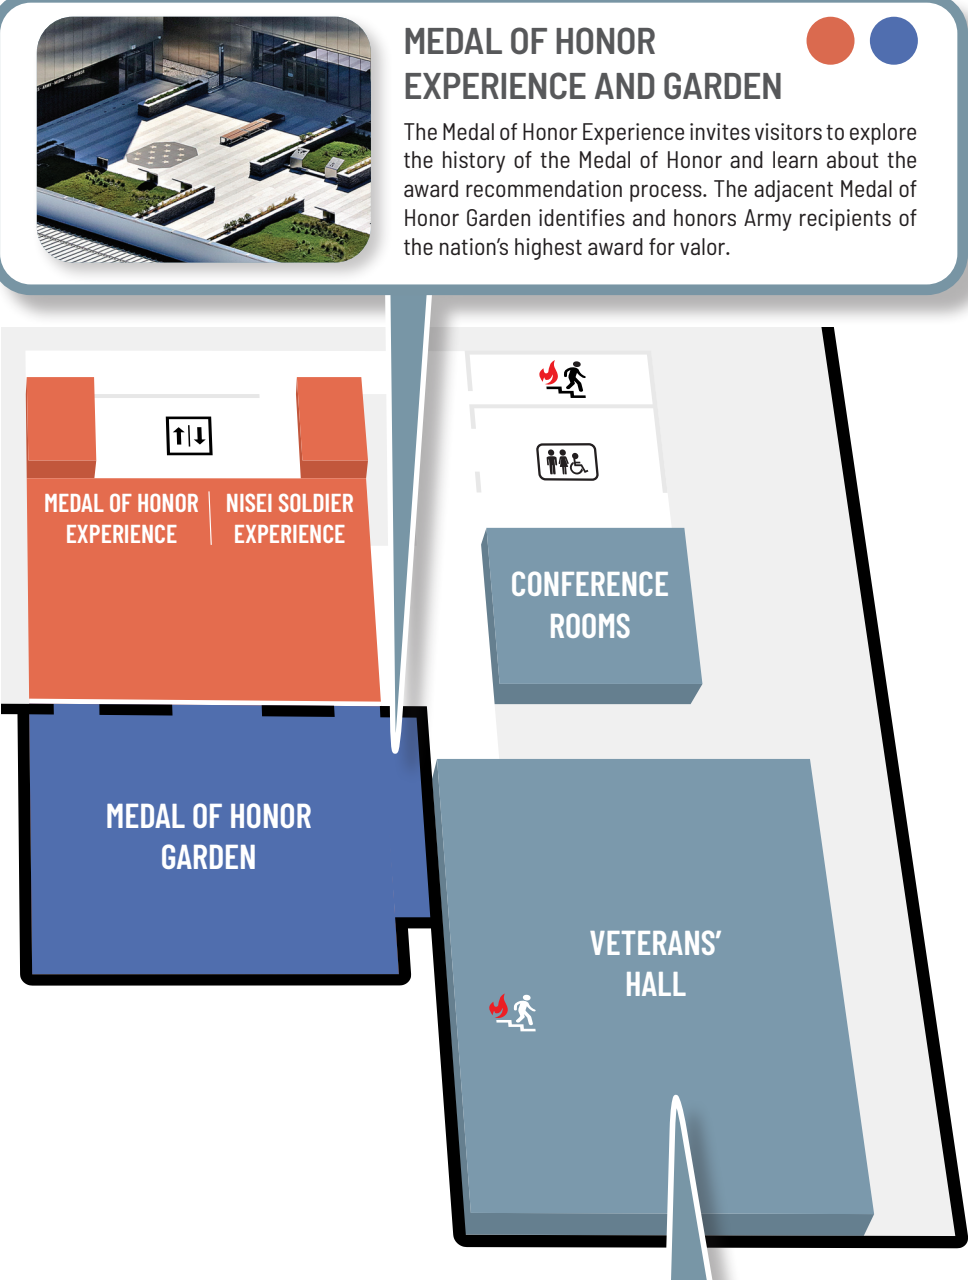 MEDAL OF HONOR
EXPERIENCE AND GARDEN
The Medal of Honor Experience invites visitors to explore
the history of the Medal of Honor and learn about the
award recommendation process. The adjacent Medal of
Honor Garden identifies and honors Army recipients of
the nation’s highest award for valor.
MEDAL OF HONOR
EXPERIENCE
NISEI SOLDIER
EXPERIENCE
CONFERENCE
ROOMS
MEDAL OF HONOR
GARDEN
VETERANS’
HALL